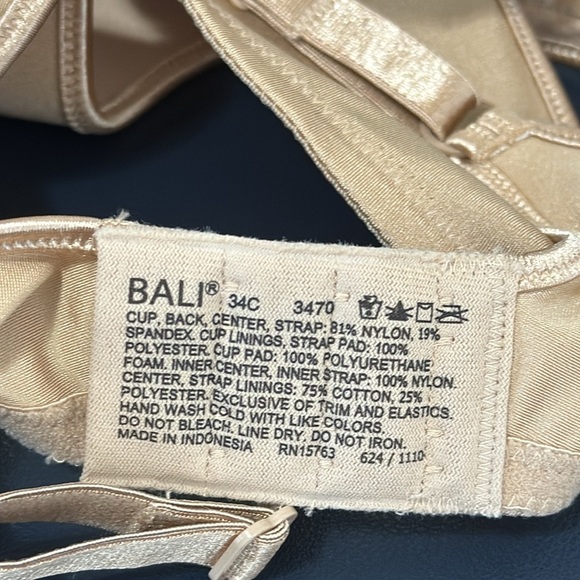 BALI® 34C 3470
CUP, BACK, CENTER, STRAP: 81% NYLON, 19%
SPANDEX. CUP LININGS, STRAP PAD: 100%
POLYESTER. CUP PAD: 100% POLYURETHANE
FOAM. INNER CENTER, INNER STRAP: 100% NYLON.
CENTER, STRAP LININGS: 75% COTTON, 25%
POLYESTER. EXCLUSIVE OF TRIM AND ELASTICS.
HAND WASH COLD WITH LIKE COLORS.
DO NOT BLEACH. LINE DRY. DO NOT IRON.
MADE IN INDONESIA RN15763 624 / 1110